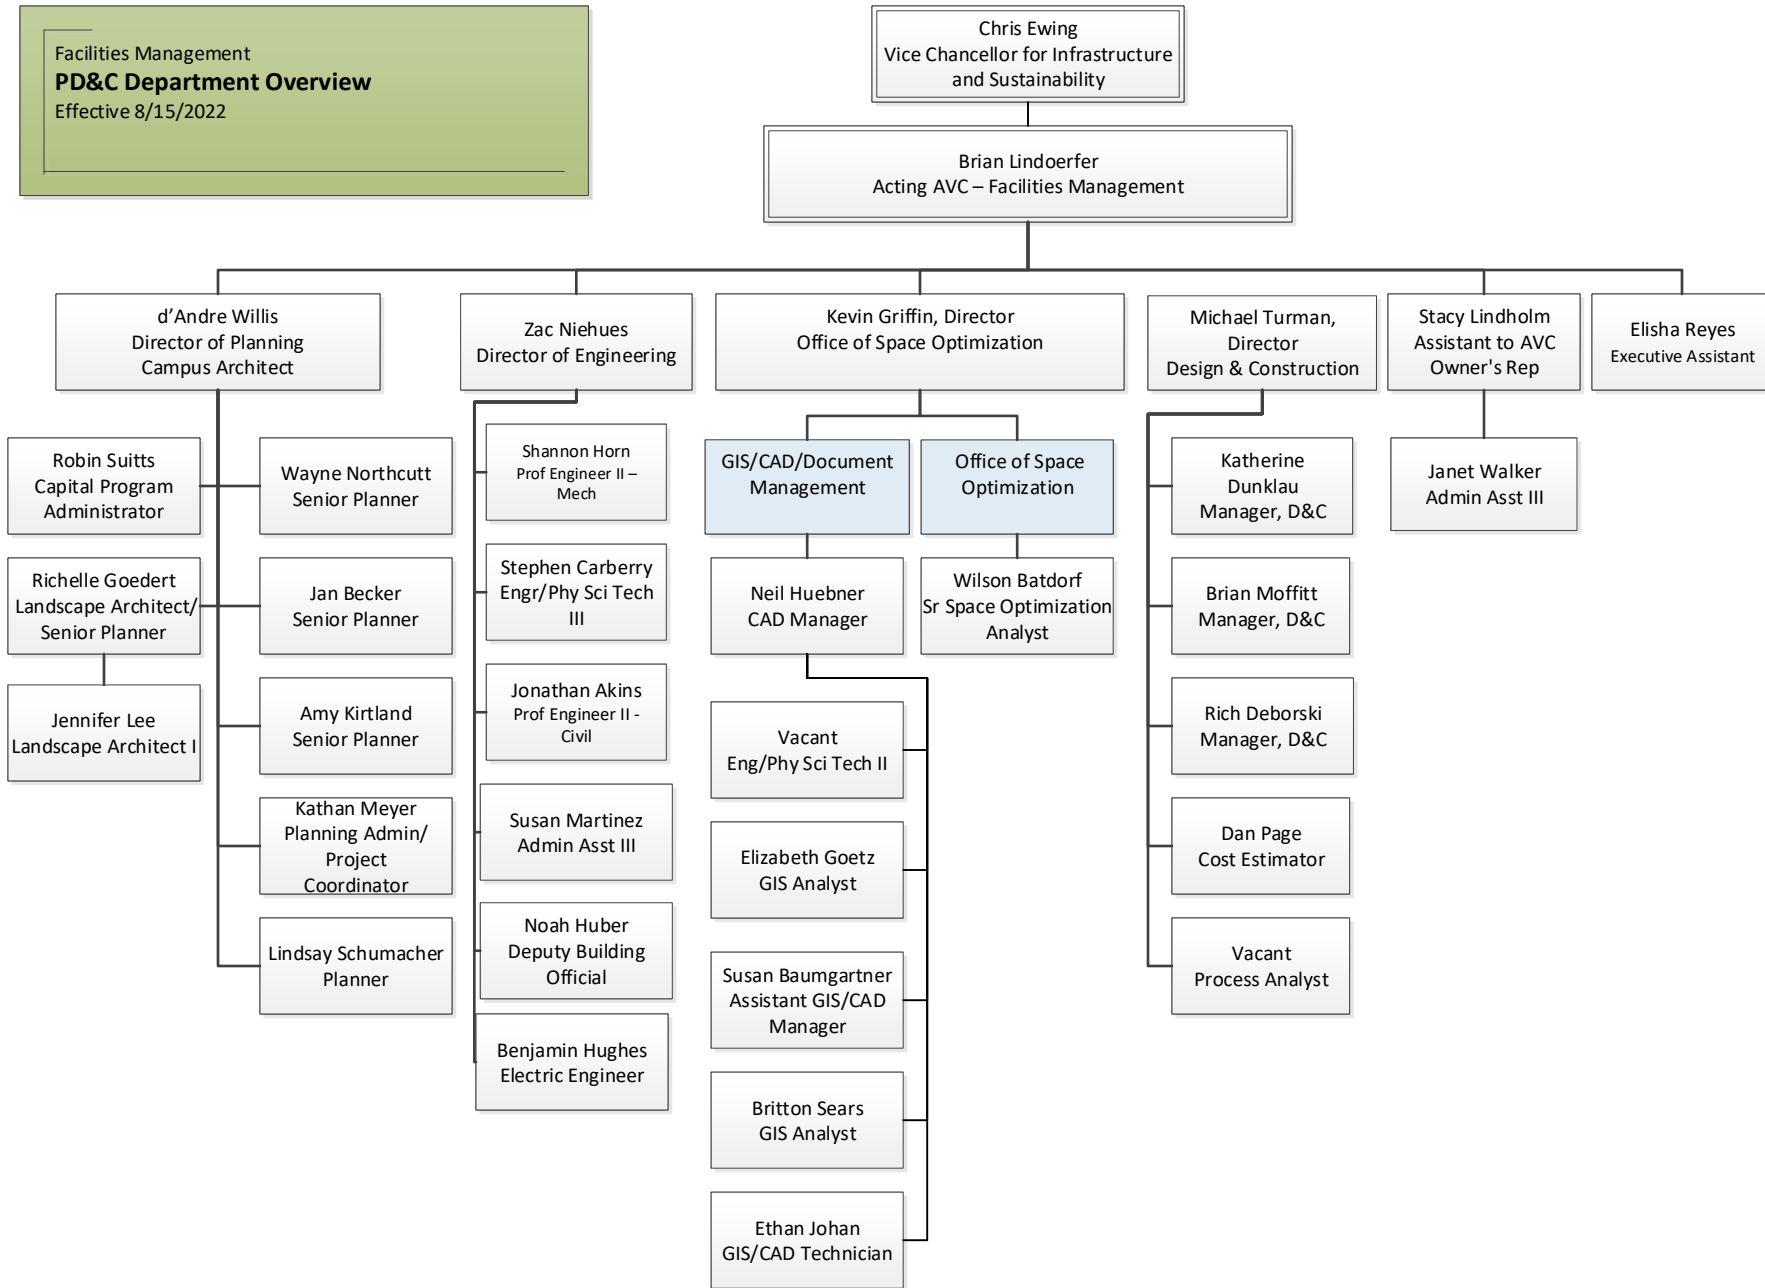 Facilities Management
PD&C Department Overview
Effective 8/15/2022
Chris Ewing
Vice Chancellor for Infrastructure
and Sustainability
Brian Lindoerfer
Acting AVC – Facilities Management
d’Andre Willis
Director of Planning
Campus Architect
Zac Niehues
Director of Engineering
Kevin Griffin, Director
Office of Space Optimization
Michael Turman,
Director
Design & Construction
Stacy Lindholm
Assistant to AVC
Owner's Rep
Elisha Reyes
Executive Assistant
Robin Suitts
Capital Program
Administrator
Richelle Goedert
Landscape Architect/
Senior Planner
Jennifer Lee
Landscape Architect I
Wayne Northcutt
Senior Planner
Jan Becker
Senior Planner
Amy Kirtland
Senior Planner
Kathan Meyer
Planning Admin/
Project
Coordinator
Lindsay Schumacher
Planner
Shannon Horn
Prof Engineer II –
Mech
Stephen Carberry
Engr/Phy Sci Tech
III
Jonathan Akins
Prof Engineer II -
Civil
Susan Martinez
Admin Asst III
Noah Huber
Deputy Building
Official
Benjamin Hughes
Electric Engineer
GIS/CAD/Document
Management
Neil Huebner
CAD Manager
Vacant
Eng/Phy Sci Tech II
Elizabeth Goetz
GIS Analyst
Susan Baumgartner
Assistant GIS/CAD
Manager
Britton Sears
GIS Analyst
Ethan Johan
GIS/CAD Technician
Office of Space
Optimization
Wilson Batdorf
Sr Space Optimization
Analyst
Katherine
Dunklau
Manager, D&C
Brian Moffitt
Manager, D&C
Rich Deborski
Manager, D&C
Dan Page
Cost Estimator
Vacant
Process Analyst
Janet Walker
Admin Asst III